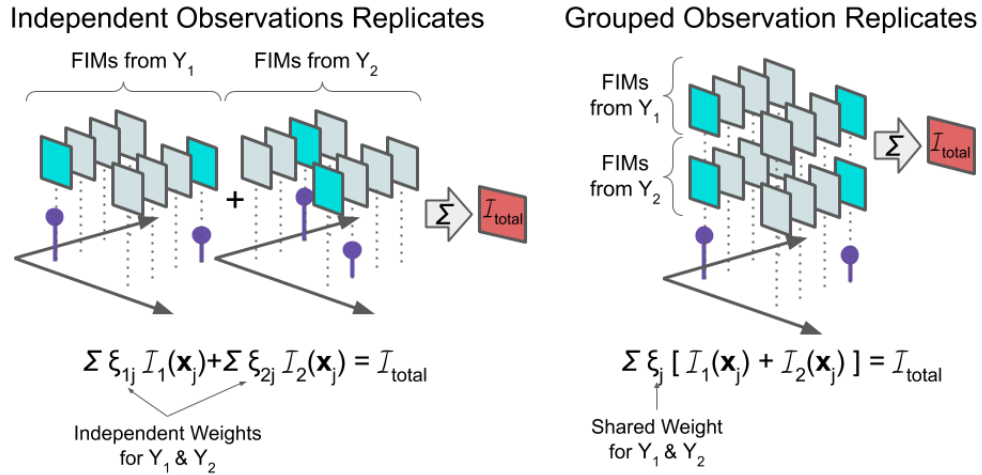 Independent Observations Replicates
FIMs from Y₁
FIMs from Y₂
+
Σ
ℐtotal
Σ ξ₁ⱼ ℐ₁(xⱼ)+Σ ξ₂ⱼ ℐ₂(xⱼ) = ℐtotal
Independent Weights
for Y₁ & Y₂
Grouped Observation Replicates
FIMs
from Y₁
FIMs
from Y₂
Σ
ℐtotal
Σ ξⱼ [ ℐ₁(xⱼ) + ℐ₂(xⱼ) ] = ℐtotal
Shared Weight
for Y₁ & Y₂